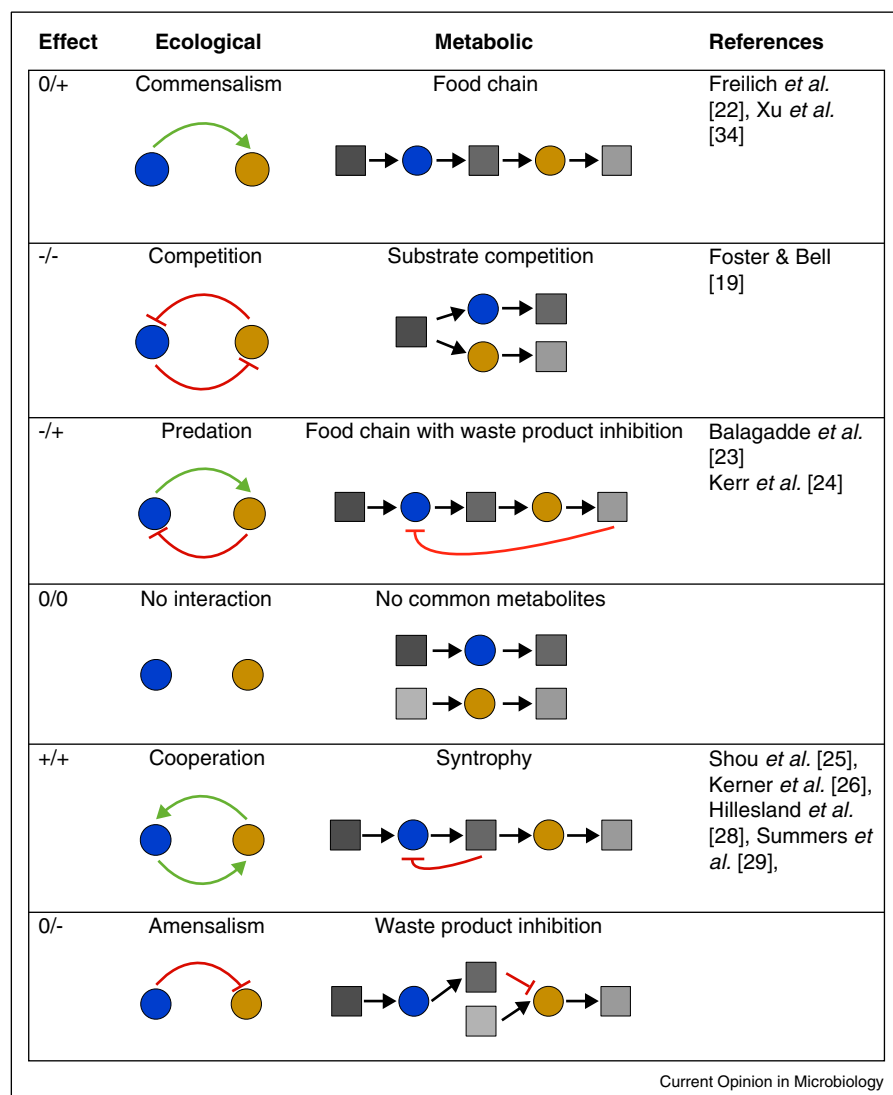 Effect Ecological Metabolic References
0/+ Commensalism Food chain Freilich et al.
[22], Xu et al.
[34]
-/- Competition Substrate competition Foster & Bell
[19]
-/+ Predation Food chain with waste product inhibition Balagadde et al.
[23]
Kerr et al. [24]
0/0 No interaction No common metabolites
+/+ Cooperation Syntrophy Shou et al. [25],
Kerner et al. [26],
Hillesland et al.
[28], Summers et
al. [29],
0/- Amensalism Waste product inhibition
Current Opinion in Microbiology